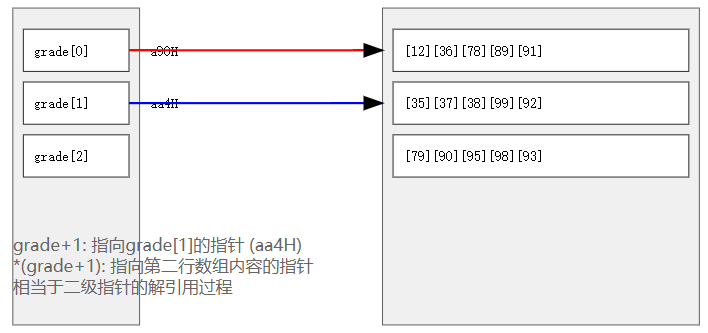 grade[0] a90H [12][36][78][89][91]
grade[1] aa4H [35][37][38][99][92]
grade[2] [79][90][95][98][93]
grade+1: 指向grade[1]的指针 (aa4H)
*(grade+1): 指向第二行数组内容的指针
相当于二级指针的解引用过程